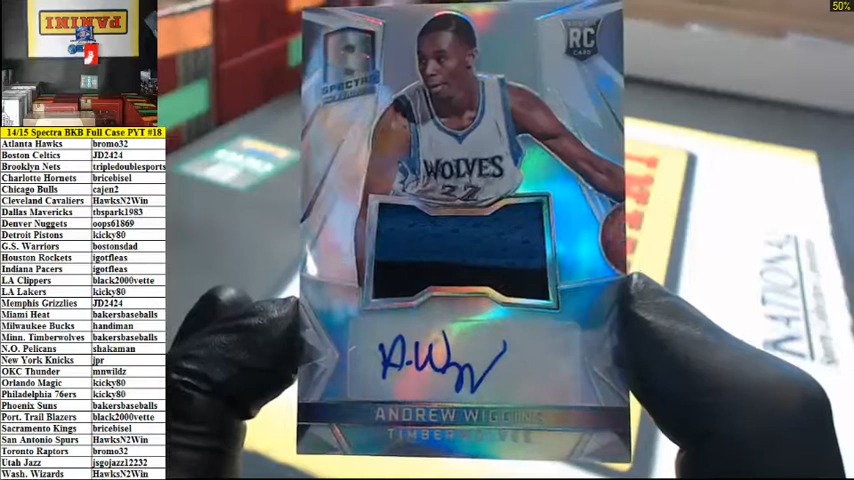 50%
PANINI
RC
SPECTRA
WOLVES
22
NATIONAL
ANDREW WIGGINS
TIMBERWOLVES
14/15 Spectra BKB Full Case PYT #18
Atlanta Hawks bromo32
Boston Celtics JD2424
Brooklyn Nets tripledoublesports
Charlotte Hornets bricebisel
Chicago Bulls cajen2
Cleveland Cavaliers HawksN2Win
Dallas Mavericks tbspark1983
Denver Nuggets oops61869
Detroit Pistons kicky80
G.S. Warriors bostonsdad
Houston Rockets igotfleas
Indiana Pacers igotfleas
LA Clippers black2000vette
LA Lakers kicky80
Memphis Grizzlies JD2424
Miami Heat bakersbaseballs
Milwaukee Bucks handiman
Minn. Timberwolves bakersbaseballs
N.O. Pelicans shakaman
New York Knicks jpr
OKC Thunder mnwildz
Orlando Magic kicky80
Philadelphia 76ers kicky80
Phoenix Suns bakersbaseballs
Port. Trail Blazers black2000vette
Sacramento Kings bricebisel
San Antonio Spurs HawksN2Win
Toronto Raptors bromo32
Utah Jazz jsgojazz12232
Wash. Wizards HawksN2Win